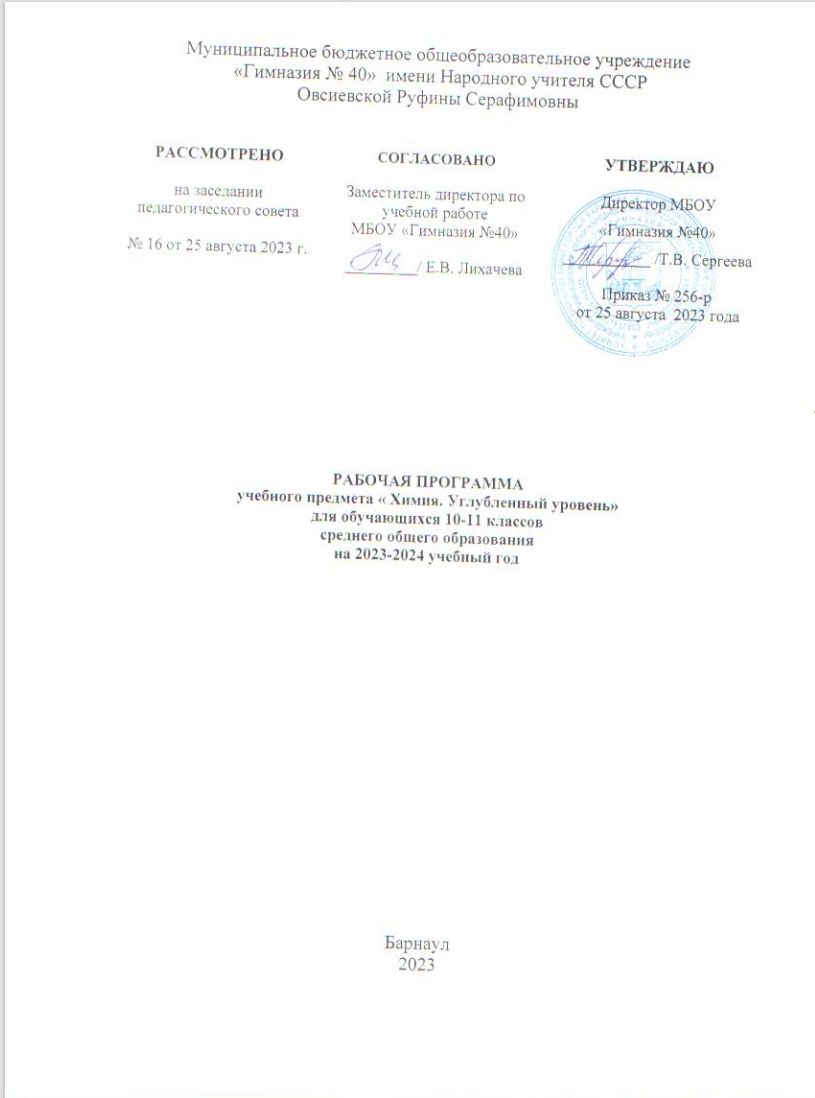 Муниципальное бюджетное общеобразовательное учреждение
«Гимназия № 40» имени Народного учителя СССР
Овсиевской Руфины Серафимовны
РАССМОТРЕНО
на заседании
педагогического совета
№ 16 от 25 августа 2023 г.
СОГЛАСОВАНО
Заместитель директора по
учебной работе
МБОУ «Гимназия №40»
/ Е.В. Лихачева
УТВЕРЖДАЮ
Директор МБОУ
«Гимназия №40»
/Т.В. Сергеева
Приказ № 256-р
от 25 августа 2023 года
РАБОЧАЯ ПРОГРАММА
учебного предмета « Химия. Углубленный уровень»
для обучающихся 10-11 классов
среднего общего образования
на 2023-2024 учебный год
Барнаул
2023